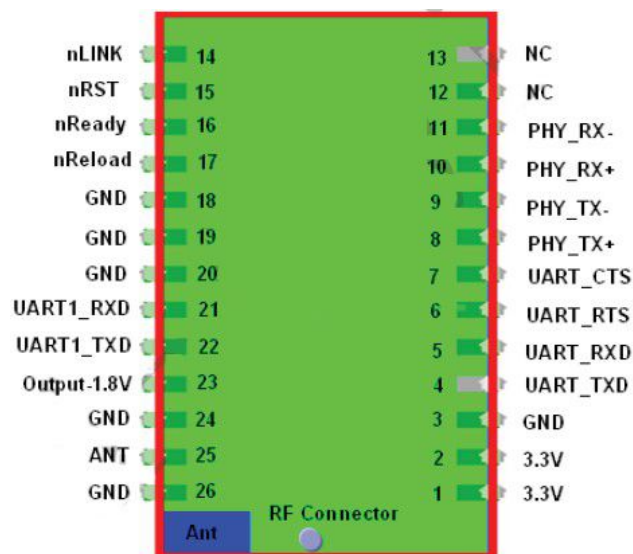 nLINK 14 13 NC
nRST 15 12 NC
nReady 16 11 PHY_RX-
nReload 17 10 PHY_RX+
GND 18 9 PHY_TX-
GND 19 8 PHY_TX+
GND 20 7 UART_CTS
UART1_RXD 21 6 UART_RTS
UART1_TXD 22 5 UART_RXD
Output-1.8V 23 4 UART_TXD
GND 24 3 GND
ANT 25 2 3.3V
GND 26 1 3.3V
RF Connector
Ant